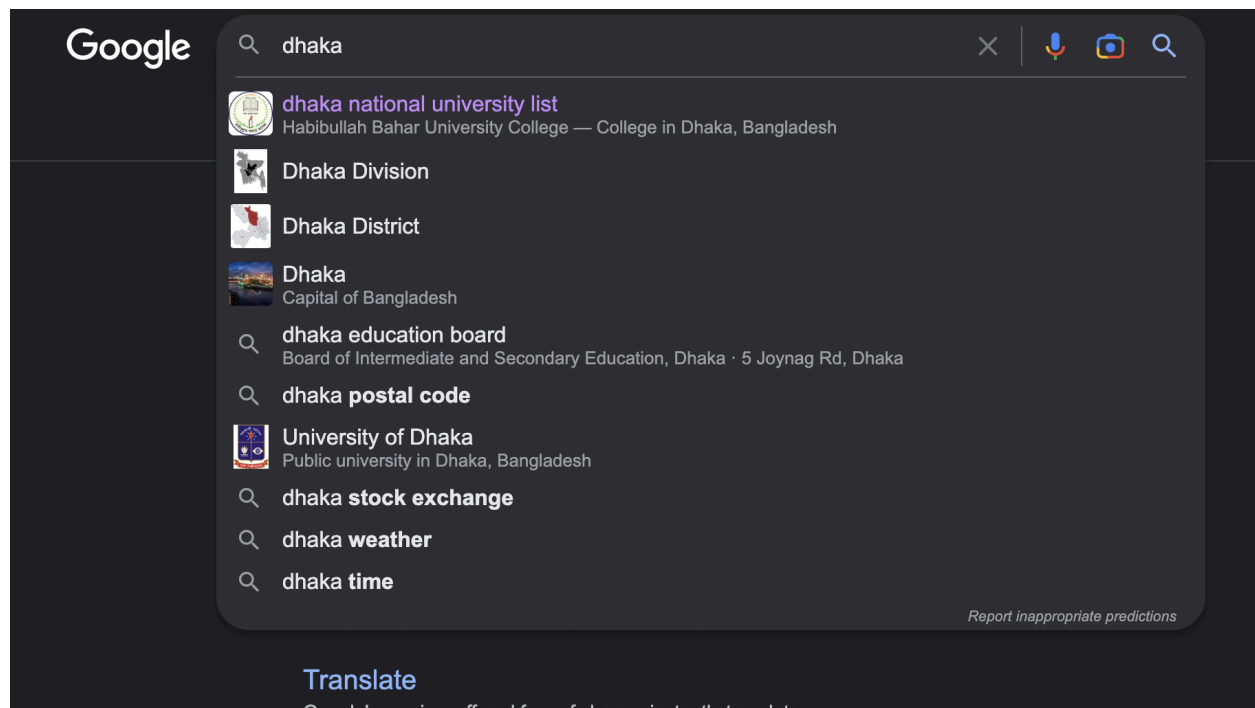 Google
dhaka
dhaka national university list
Habibullah Bahar University College — College in Dhaka, Bangladesh
Dhaka Division
Dhaka District
Dhaka
Capital of Bangladesh
dhaka education board
Board of Intermediate and Secondary Education, Dhaka · 5 Joynag Rd, Dhaka
dhaka postal code
University of Dhaka
Public university in Dhaka, Bangladesh
dhaka stock exchange
dhaka weather
dhaka time
Report inappropriate predictions
Translate